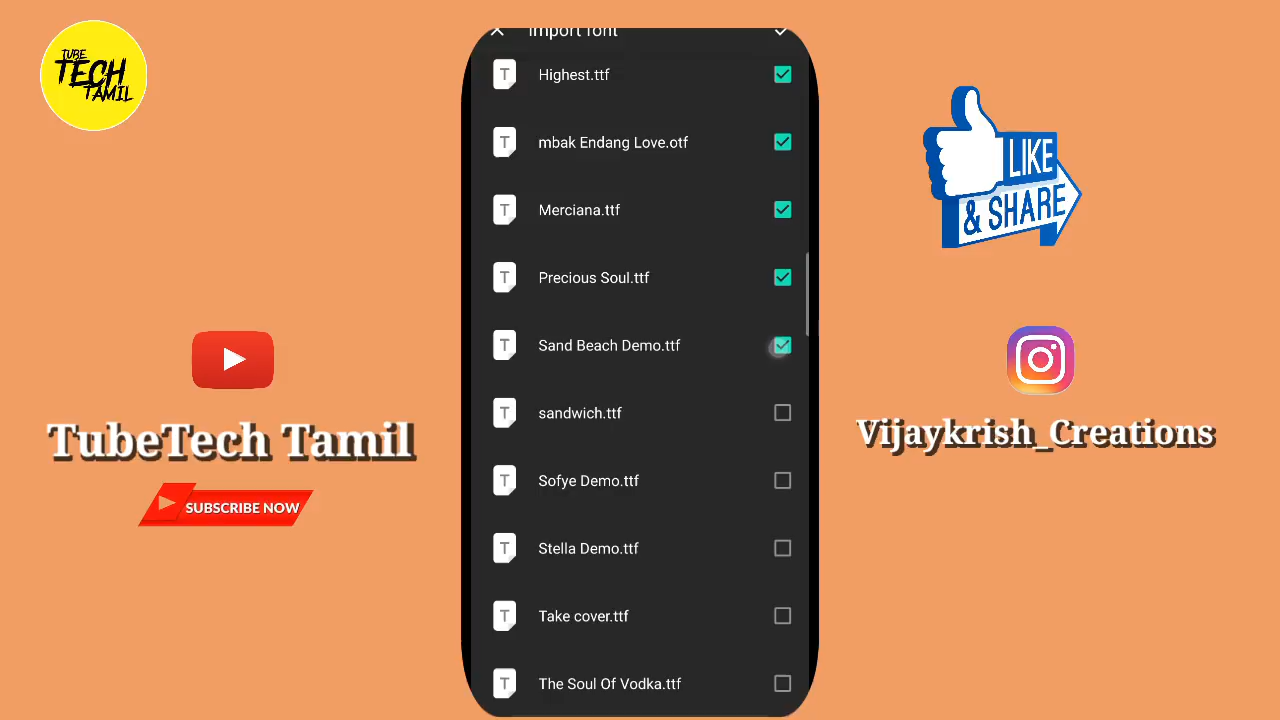 TUBE
TECH
TAMIL
Import font
Highest.ttf
mbak Endang Love.otf
Merciana.ttf
Precious Soul.ttf
Sand Beach Demo.ttf
sandwich.ttf
Sofye Demo.ttf
Stella Demo.ttf
Take cover.ttf
The Soul Of Vodka.ttf
T
T
T
T
T
T
T
T
T
T
TubeTech Tamil
SUBSCRIBE NOW
LIKE
& SHARE
Vijaykrish_Creations